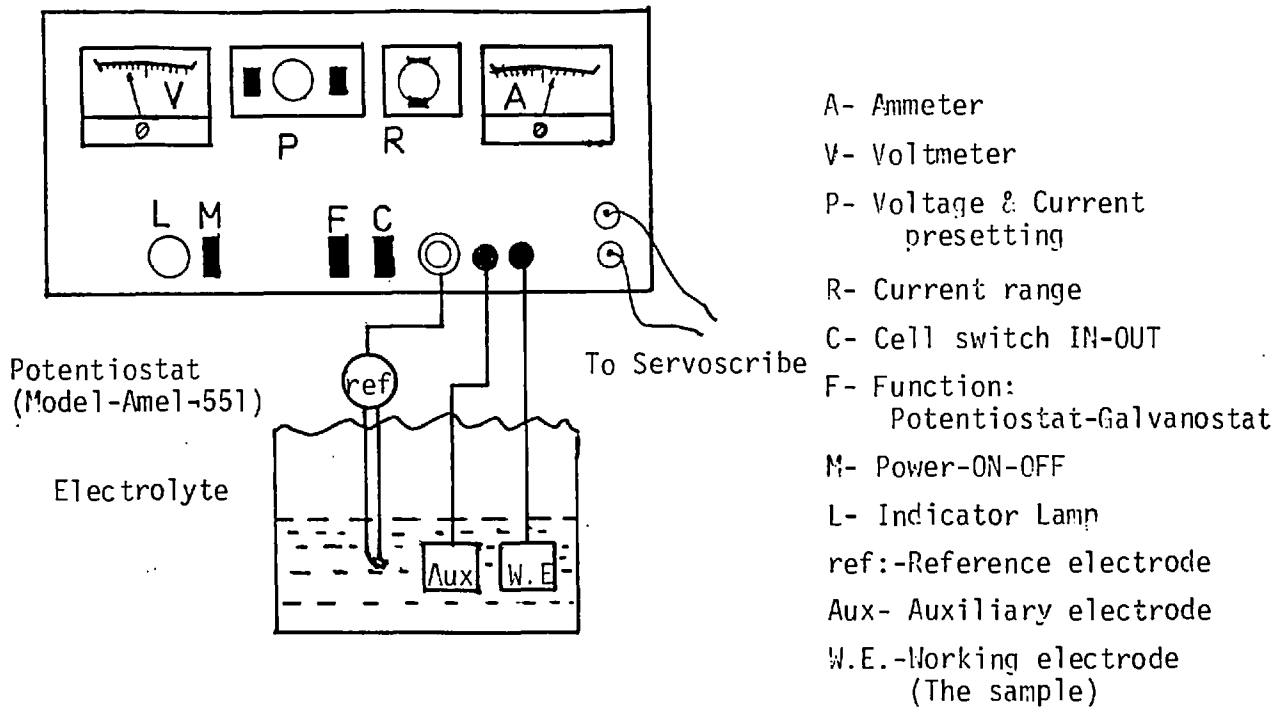 V
P
R
A
0
0
L M F C
ref
Aux
W.E
To Servoscribe
Potentiostat
(Model-Amel-551)
Electrolyte
A- Ammeter
V- Voltmeter
P- Voltage & Current
presetting
R- Current range
C- Cell switch IN-OUT
F- Function:
Potentiostat-Galvanostat
M- Power-ON-OFF
L- Indicator Lamp
ref:-Reference electrode
Aux- Auxiliary electrode
W.E.-Working electrode
(The sample)